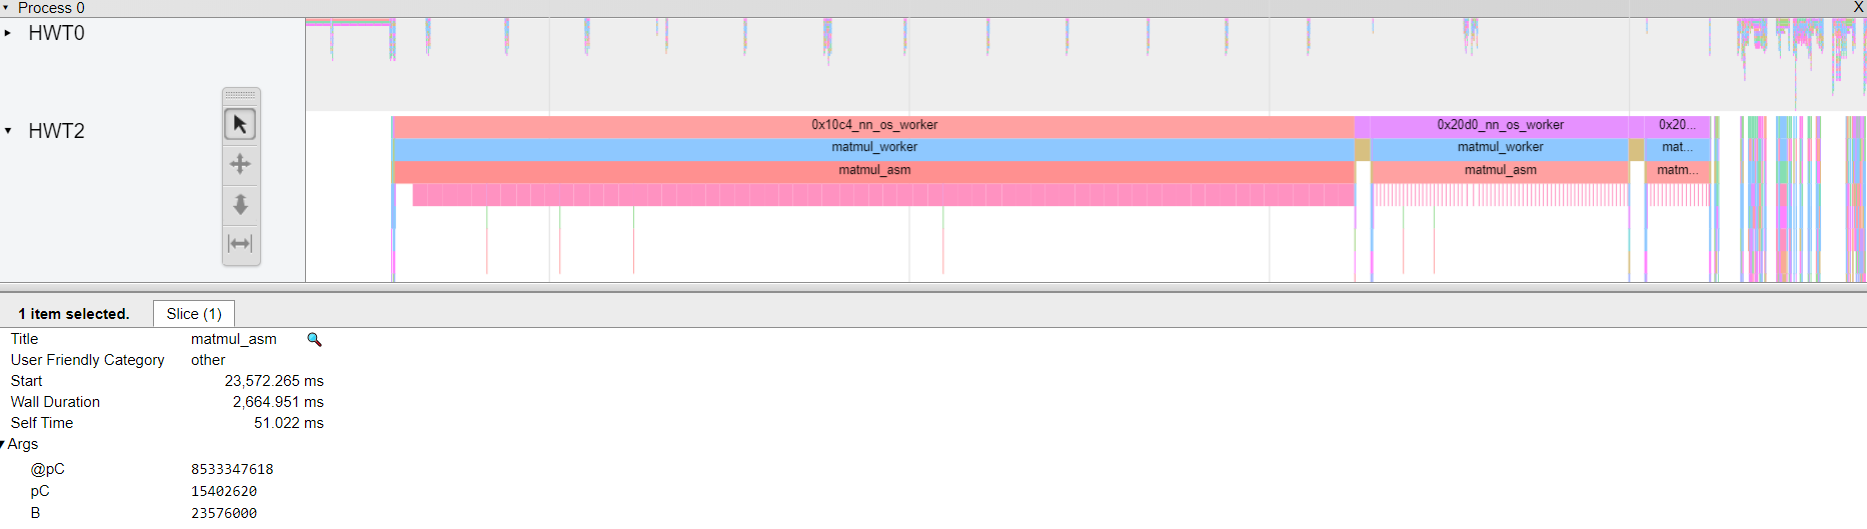 Process 0 X
HWT0
HWT2
0x10c4_nn_os_worker 0x20d0_nn_os_worker 0x20...
matmul_worker matmul_worker mat...
matmul_asm matmul_asm matm...
1 item selected. Slice (1)
Title matmul_asm
User Friendly Category other
Start 23,572.265 ms
Wall Duration 2,664.951 ms
Self Time 51.022 ms
Args
@pC 8533347618
pC 15402620
B 23576000